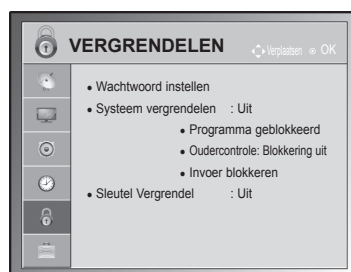 VERGRENDELEN
Verplaatsen OK
• Wachtwoord instellen
• Systeem vergrendelen : Uit
• Programma geblokkeerd
• Oudercontrole: Blokkering uit
• Invoer blokkeren
• Sleutel Vergrendel : Uit